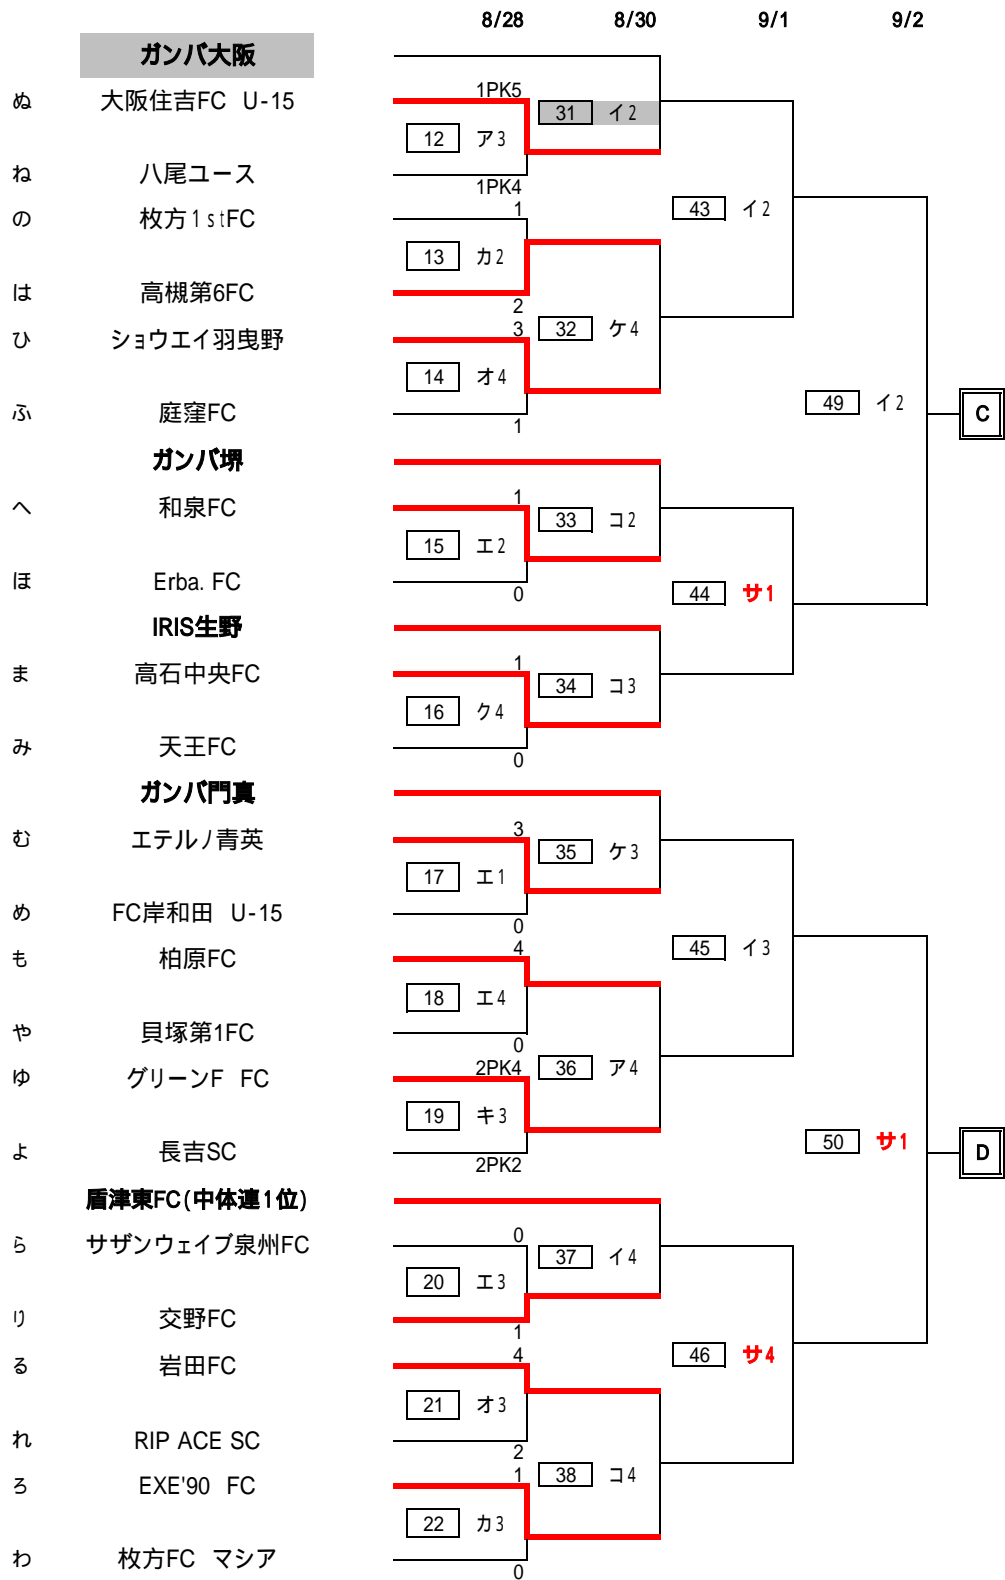 8/28 8/30 9/1 9/2
ガンバ大阪
ぬ 大阪住吉FC U-15 1PK5
31 イ2
12 ア3
ね 八尾ユース
1PK4
の 枚方1stFC 1
43 イ2
13 カ2
は 高槻第6FC
2
ひ ショウエイ羽曳野 3
32 ケ4
14 オ4
49 イ2
ふ 庭窪FC
C
1
ガンバ堺
へ 和泉FC 1
33 コ2
15 エ2
ほ Erba. FC
0
44 サ1
IRIS生野
ま 高石中央FC 1
34 コ3
16 ク4
み 天王FC
0
ガンバ門真
む エテルノ青英 3
35 ケ3
17 エ1
め FC岸和田 U-15
0
も 柏原FC 4
45 イ3
18 エ4
や 貝塚第1FC
0
ゆ グリーンF FC 2PK4
36 ア4
19 キ3
50 サ1
よ 長吉SC
D
2PK2
盾津東FC(中体連1位)
ら サザンウェイブ泉州FC 0
37 イ4
20 エ3
り 交野FC
1
る 岩田FC 4
46 サ4
21 オ3
れ RIP ACE SC
2
ろ EXE'90 FC 1
38 コ4
22 カ3
わ 枚方FC マシア
0